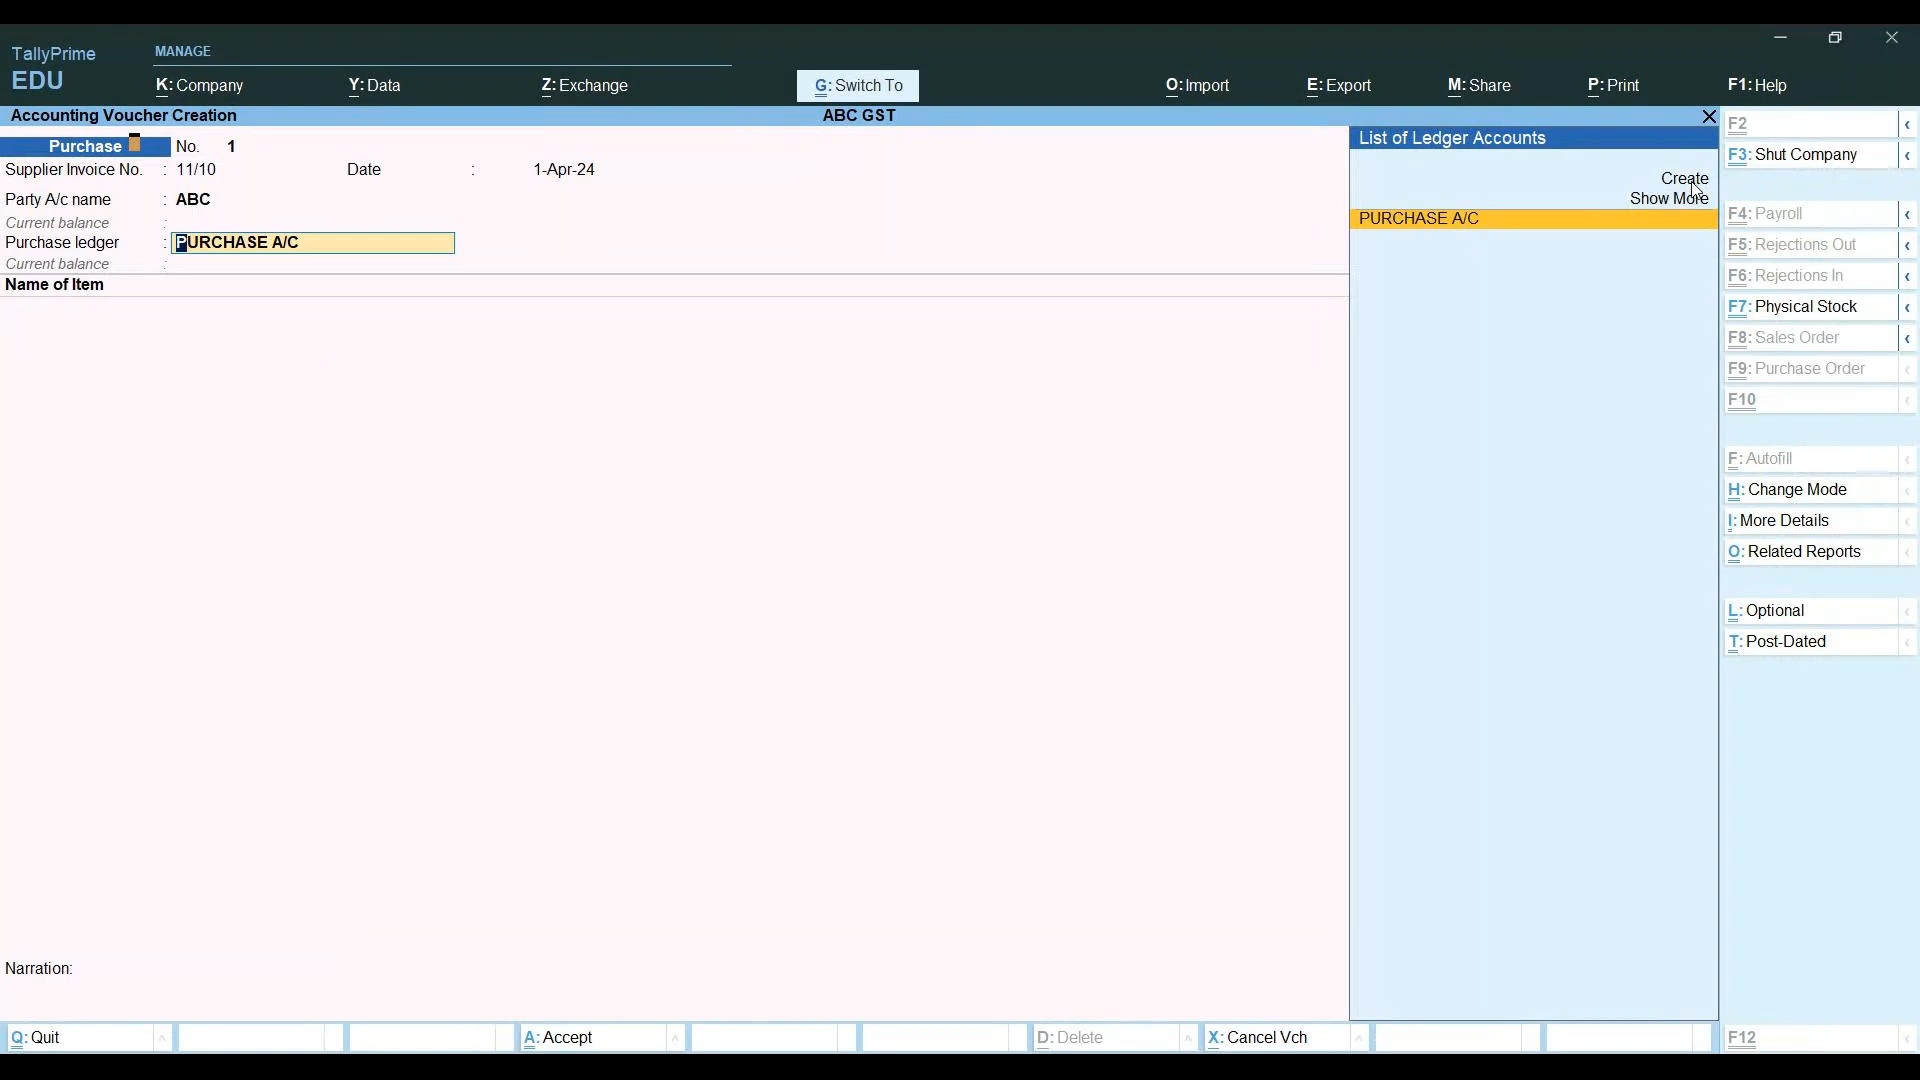 TallyPrime
EDU
MANAGE
K: Company
Y: Data
Z: Exchange
G: Switch To
O: Import
E: Export
M: Share
P: Print
F1: Help
Accounting Voucher Creation
ABC GST
Purchase No. 1
Supplier Invoice No. : 11/10 Date : 1-Apr-24
Party A/c name : ABC
Current balance :
Purchase ledger : PURCHASE A/C
Current balance :
Name of Item
Narration:
List of Ledger Accounts
Create
Show More
PURCHASE A/C
F2
F3: Shut Company
F4: Payroll
F5: Rejections Out
F6: Rejections In
F7: Physical Stock
F8: Sales Order
F9: Purchase Order
F10
F: Autofill
H: Change Mode
I: More Details
O: Related Reports
L: Optional
T: Post-Dated
Q: Quit
A: Accept
D: Delete
X: Cancel Vch
F12